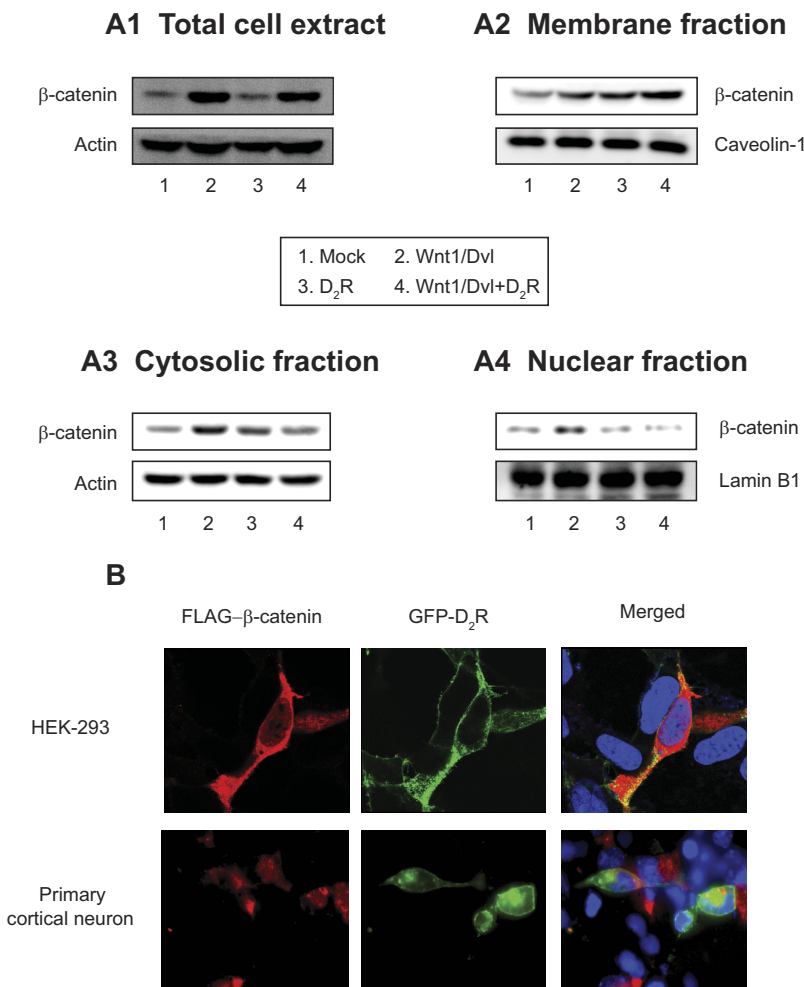 A1 Total cell extract
β-catenin
Actin
1 2 3 4
A2 Membrane fraction
β-catenin
Caveolin-1
1 2 3 4
1. Mock 2. Wnt1/Dvl
3. D₂R 4. Wnt1/Dvl+D₂R
A3 Cytosolic fraction
β-catenin
Actin
1 2 3 4
A4 Nuclear fraction
β-catenin
Lamin B1
1 2 3 4
B
FLAG–β-catenin GFP-D₂R Merged
HEK-293
Primary
cortical neuron